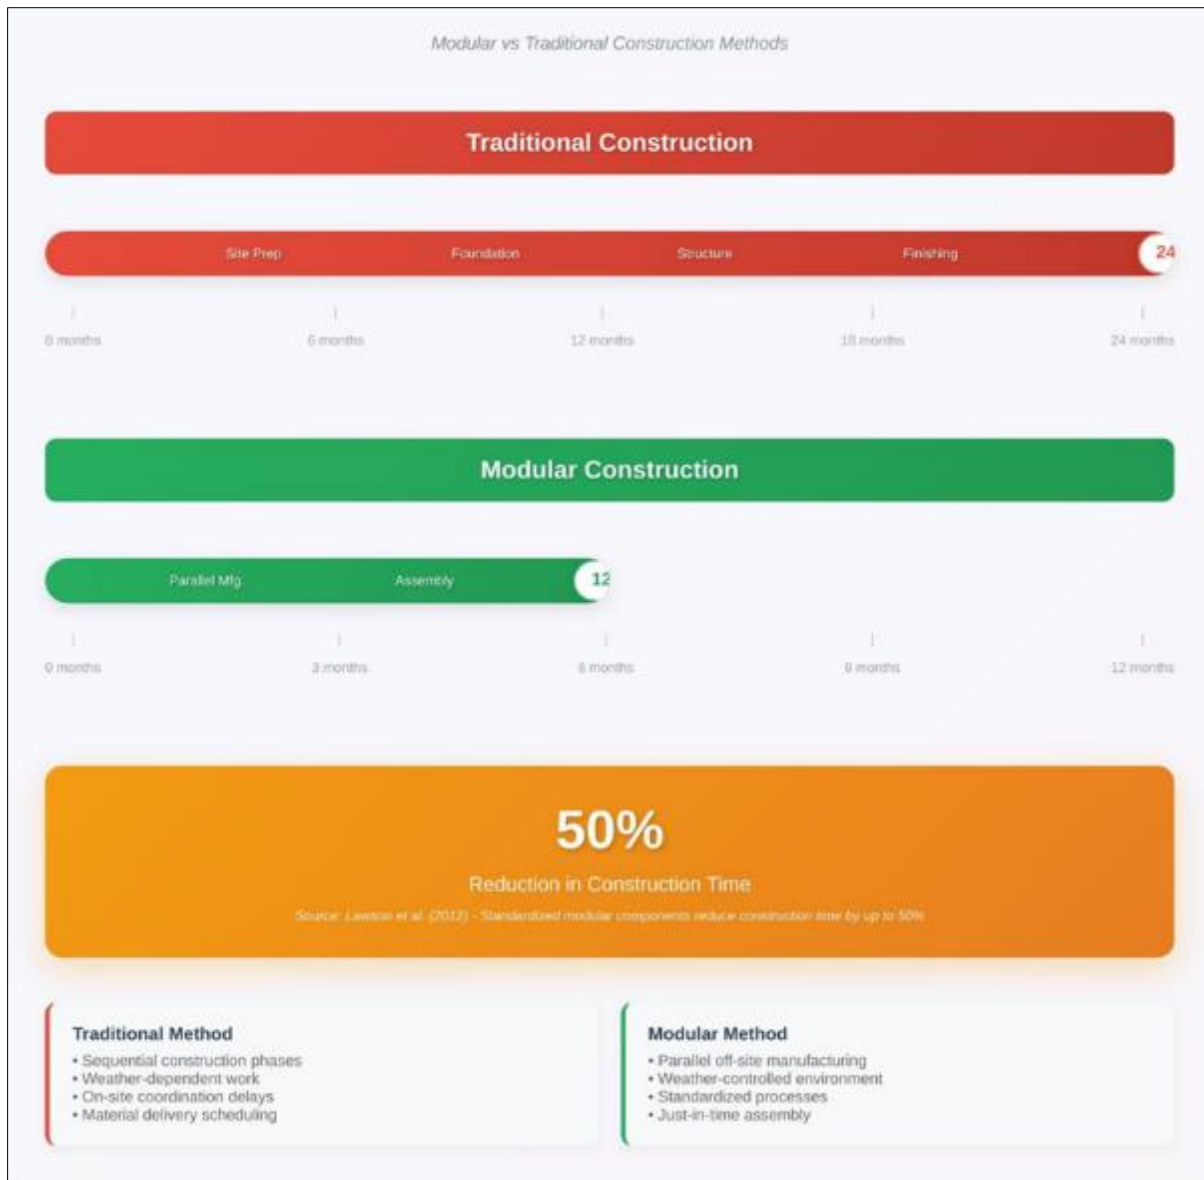 Modular vs Traditional Construction Methods
Traditional Construction
Site Prep Foundation Structure Finishing 24
0 months 6 months 12 months 18 months 24 months
Modular Construction
Parallel Mfg. Assembly 12
0 months 3 months 6 months 9 months 12 months
50%
Reduction in Construction Time
Source: Lawson et al. (2012) - Standardized modular components reduce construction time by up to 50%
Traditional Method
• Sequential construction phases
• Weather-dependent work
• On-site coordination delays
• Material delivery scheduling
Modular Method
• Parallel off-site manufacturing
• Weather-controlled environment
• Standardized processes
• Just-in-time assembly